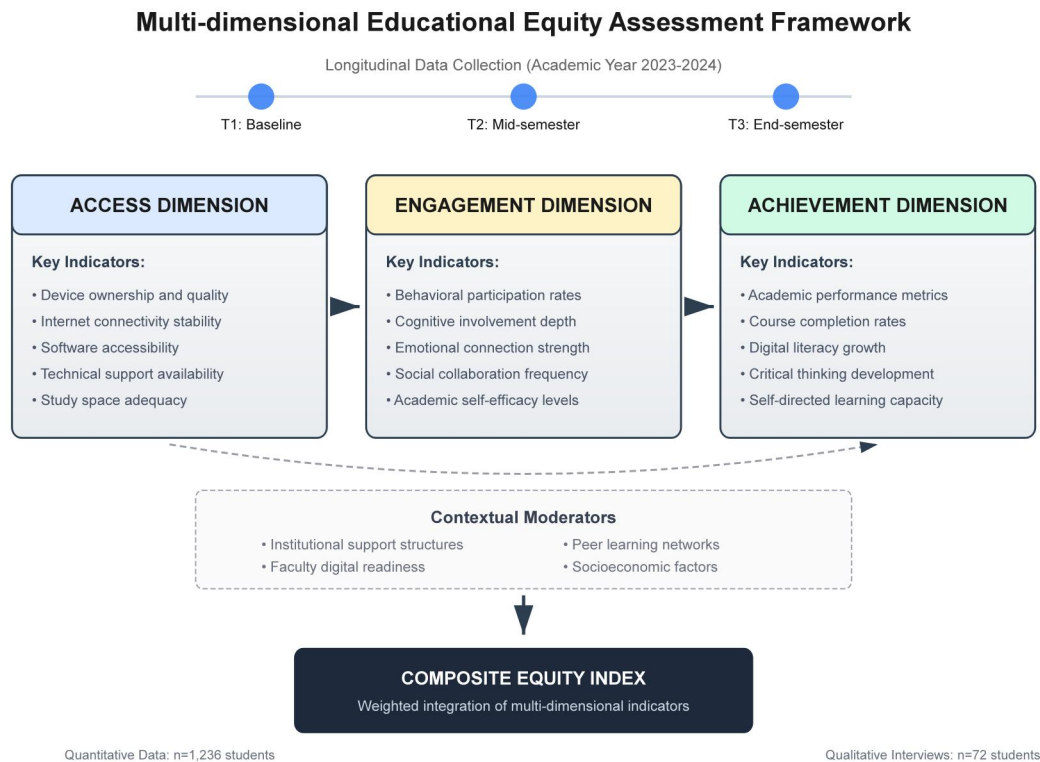 Multi-dimensional Educational Equity Assessment Framework
Longitudinal Data Collection (Academic Year 2023-2024)
T1: Baseline
T2: Mid-semester
T3: End-semester
ACCESS DIMENSION
Key Indicators:
• Device ownership and quality
• Internet connectivity stability
• Software accessibility
• Technical support availability
• Study space adequacy
ENGAGEMENT DIMENSION
Key Indicators:
• Behavioral participation rates
• Cognitive involvement depth
• Emotional connection strength
• Social collaboration frequency
• Academic self-efficacy levels
ACHIEVEMENT DIMENSION
Key Indicators:
• Academic performance metrics
• Course completion rates
• Digital literacy growth
• Critical thinking development
• Self-directed learning capacity
Contextual Moderators
• Institutional support structures
• Faculty digital readiness
• Peer learning networks
• Socioeconomic factors
COMPOSITE EQUITY INDEX
Weighted integration of multi-dimensional indicators
Quantitative Data: n=1,236 students
Qualitative Interviews: n=72 students